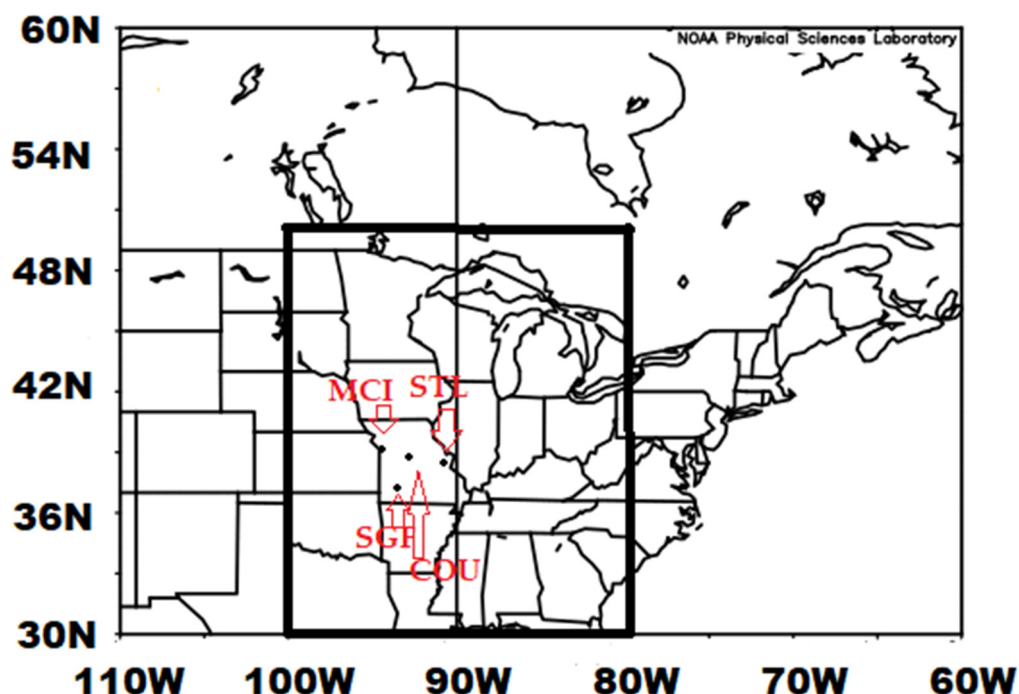 60N
NOAA Physical Sciences Laboratory
54N
48N
42N
MCI STL
36N
SGF
COU
30N
110W 100W 90W 80W 70W 60W